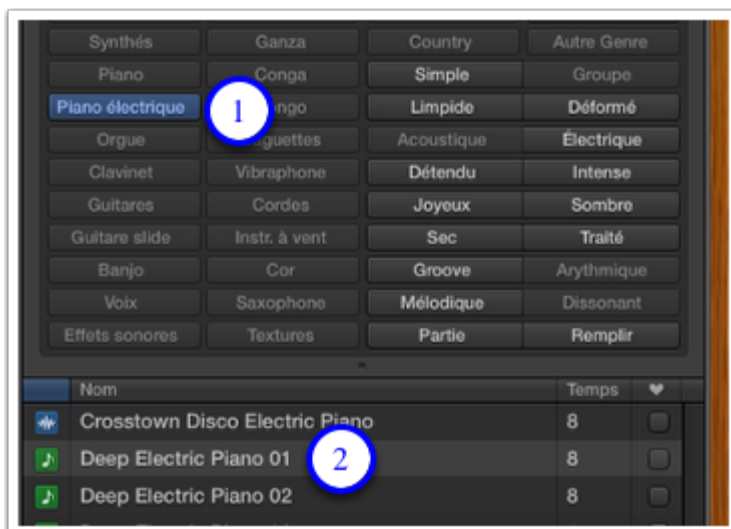 Synthés Ganza Country Autre Genre
Piano Conga Simple Groupe
Piano électrique 1 Limpide Déformé
Orgue Acoustique Électrique
Clavinet Vibraphone Détendu Intense
Guitares Cordes Joyeux Sombre
Guitare slide Instr. à vent Sec Traité
Banjo Cor Groove Arythmique
Voix Saxophone Mélodique Dissonant
Effets sonores Textures Partie Remplir
Nom Temps
Crosstown Disco Electric Piano 8
Deep Electric Piano 01 2 8
Deep Electric Piano 02 8